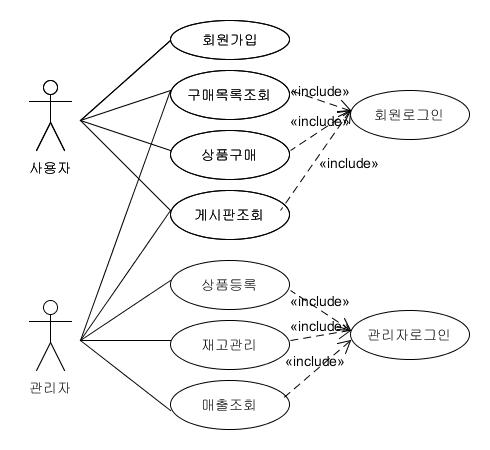 회원가입
구매목록조회
«include»
회원로그인
«include»
상품구매
사용자
«include»
게시판조회
상품등록
«include»
«include»
관리자로그인
재고관리
«include»
관리자
매출조회